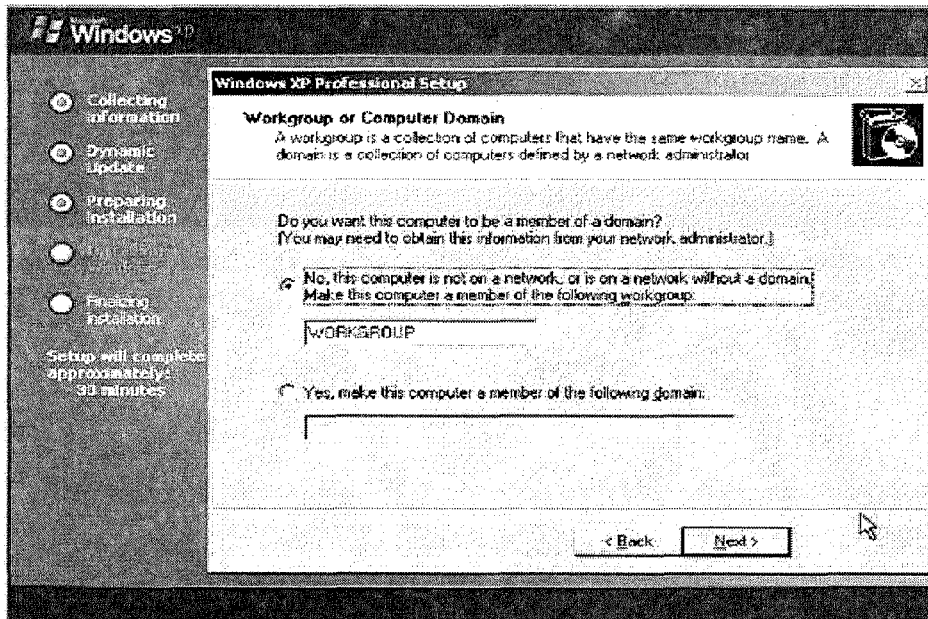 Microsoft
Windows xp
Collecting
information
Dynamic
Update
Preparing
installation
Finalizing
installation
Setup will complete
approximately:
33 minutes
Windows XP Professional Setup
Workgroup or Computer Domain
A workgroup is a collection of computers that have the same workgroup name. A
domain is a collection of computers defined by a network administrator
Do you want this computer to be a member of a domain?
(You may need to obtain this information from your network administrator.)
No, this computer is not on a network, or is on a network without a domain.
Make this computer a member of the following workgroup:
WORKGROUP
Yes, make this computer a member of the following domain:
< Back
Next >